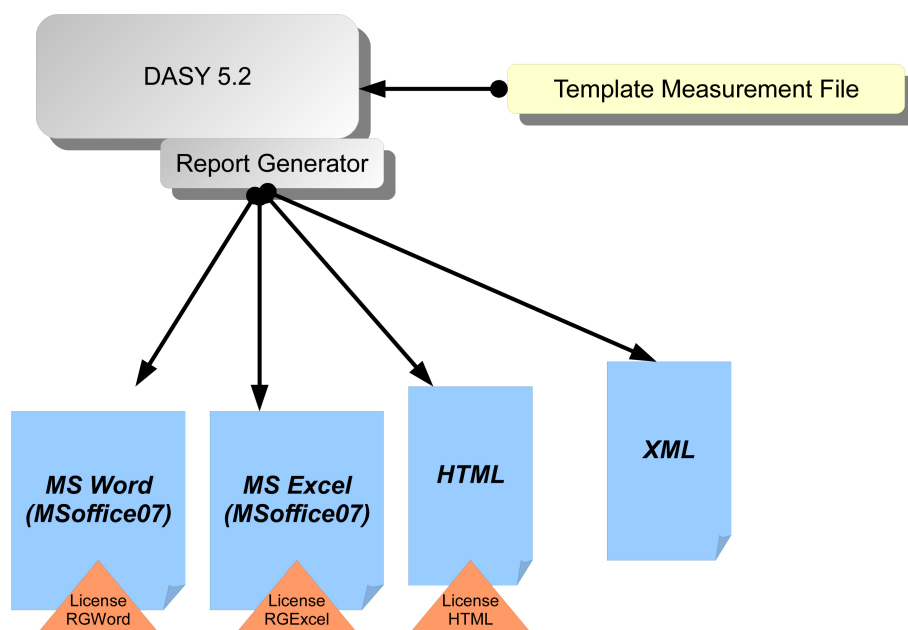 DASY 5.2
Template Measurement File
Report Generator
MS Word
(MSoffice07)
MS Excel
(MSoffice07)
HTML
XML
License
RGWord
License
RGExcel
License
HTML